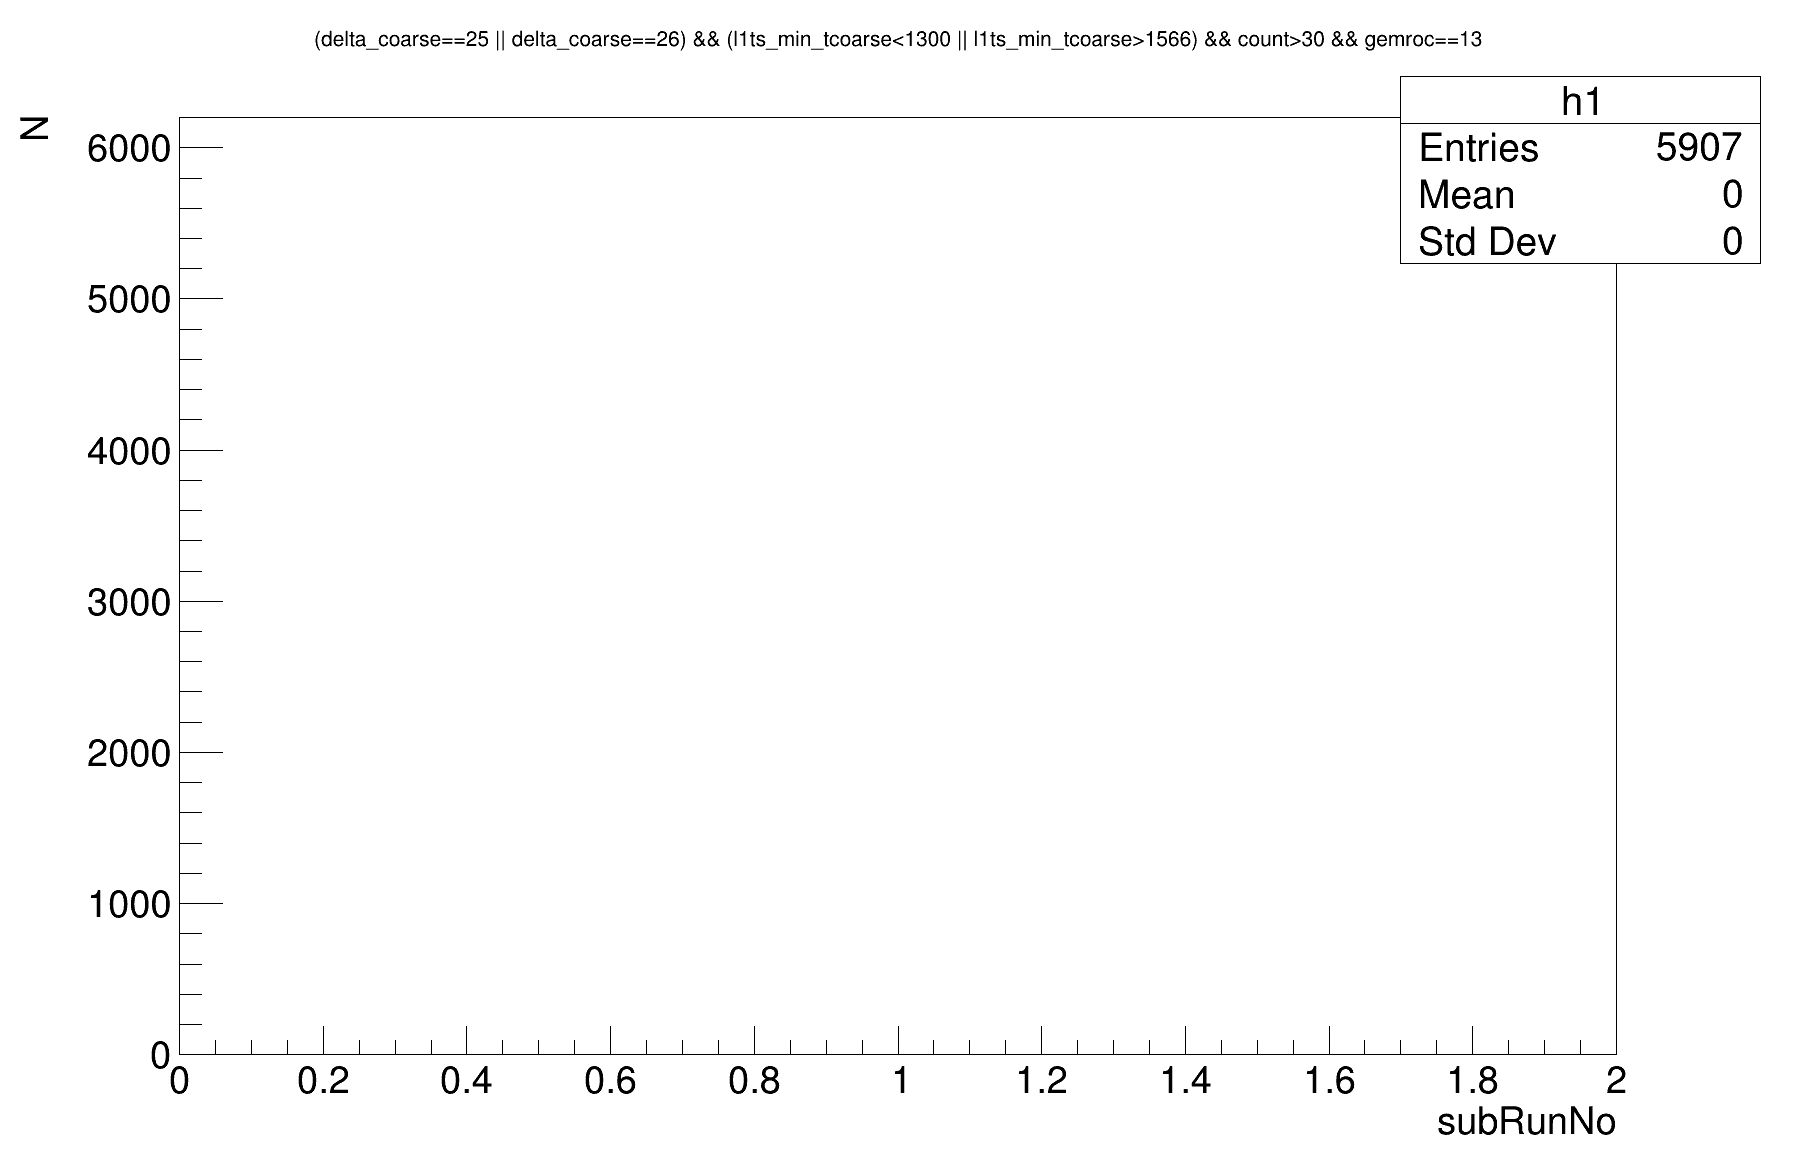 (delta_coarse==25 || delta_coarse==26) && (l1ts_min_tcoarse<1300 || l1ts_min_tcoarse>1566) && count>30 && gemroc==13
h1
Entries 5907
Mean 0
Std Dev 0
N
6000
5000
4000
3000
2000
1000
0
0 0.2 0.4 0.6 0.8 1 1.2 1.4 1.6 1.8 2
subRunNo